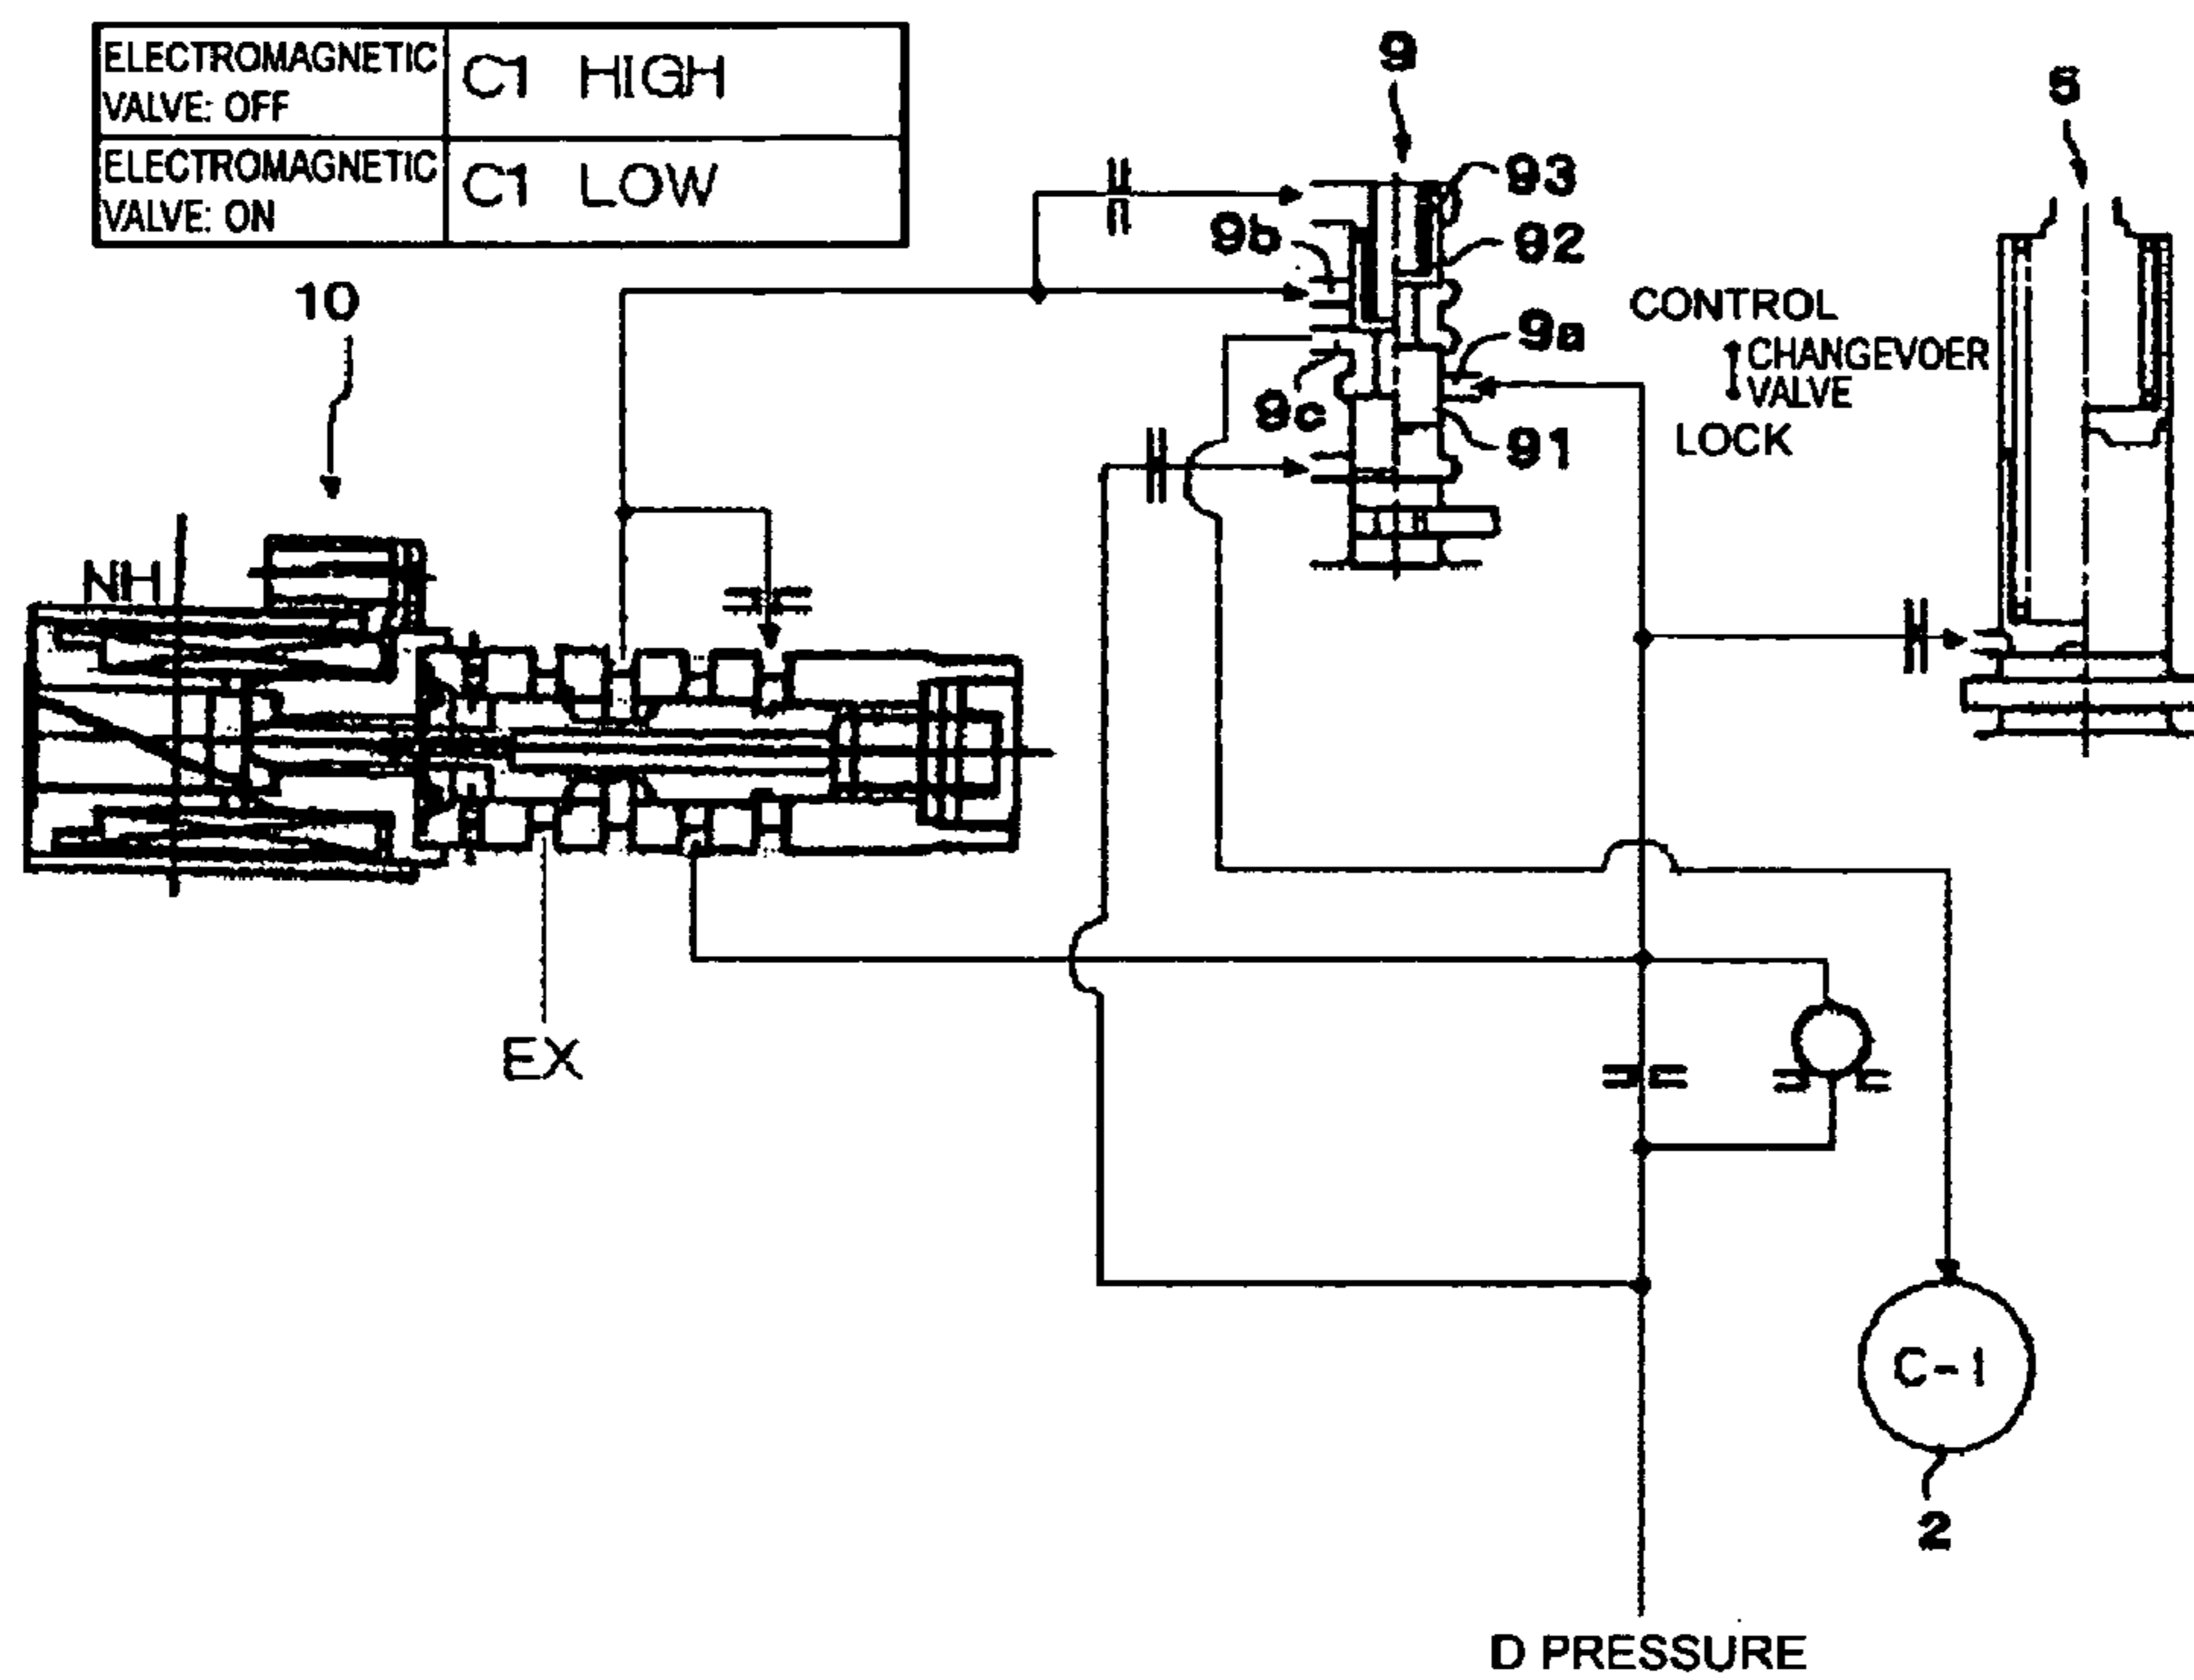 ELECTROMAGNETIC
VALVE: OFF
C1 HIGH
ELECTROMAGNETIC
VALVE: ON
C1 LOW
9
5
93
9b
92
10
CONTROL
9a
CHANGEVOER
VALVE
9c
LOCK
91
NH
EX
C-1
2
D PRESSURE